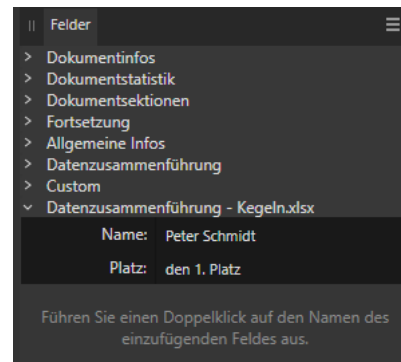 Felder
> Dokumentinfos
> Dokumentstatistik
> Dokumentsektionen
> Fortsetzung
> Allgemeine Infos
> Datenzusammenführung
> Custom
Datenzusammenführung - Kegeln.xlsx
Name: Peter Schmidt
Platz: den 1. Platz
Führen Sie einen Doppelklick auf den Namen des
einzufügenden Feldes aus.